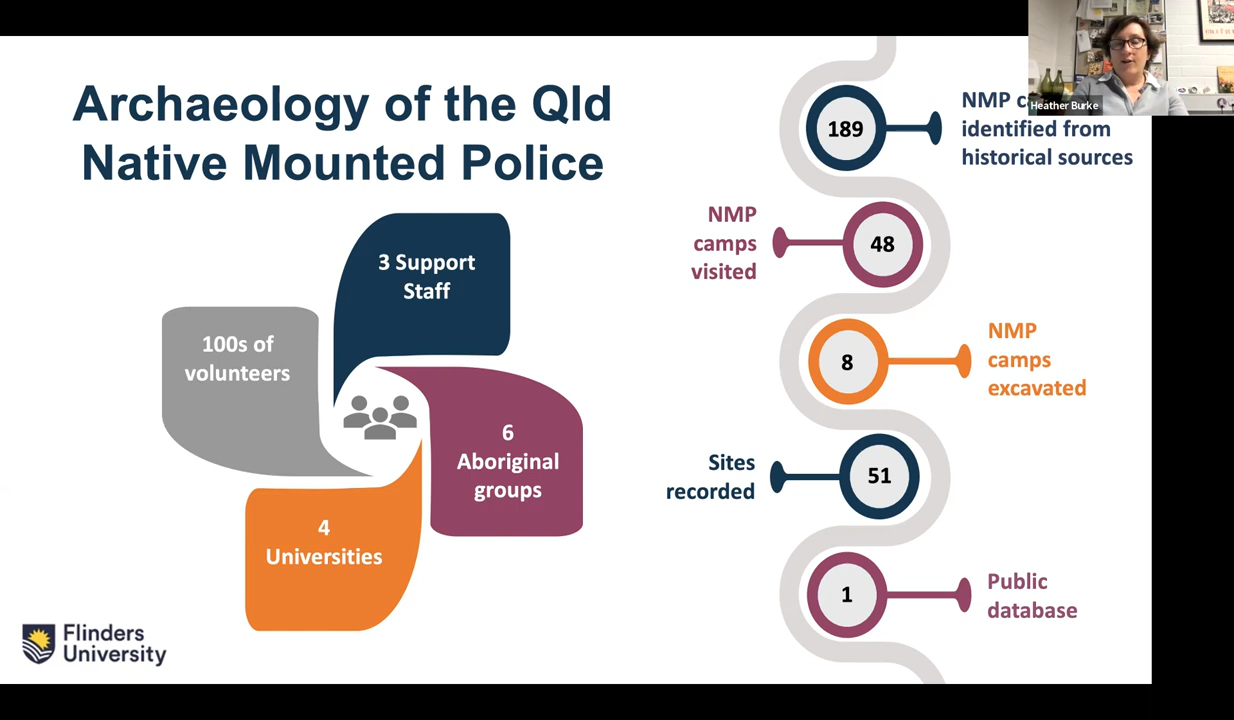 Archaeology of the Qld
Native Mounted Police
3 Support
Staff
100s of
volunteers
6
Aboriginal
groups
4
Universities
Flinders
University
189
NMP
identified from
historical sources
NMP
camps
visited
48
8
NMP
camps
excavated
Sites
recorded
51
1
Public
database
Heather Burke